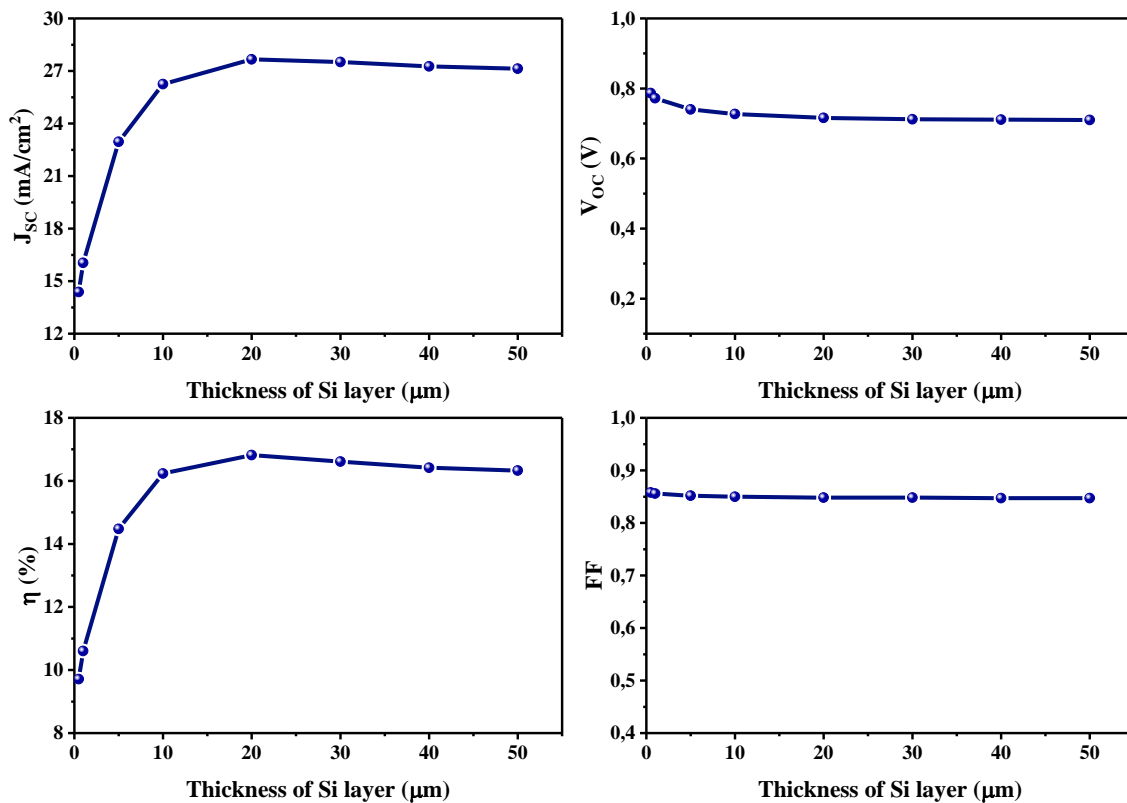 30
27
24
21
18
15
12
J_SC (mA/cm²)
0 10 20 30 40 50
Thickness of Si layer (μm)
1,0
0,8
0,6
0,4
0,2
V_OC (V)
0 10 20 30 40 50
Thickness of Si layer (μm)
18
16
14
12
10
8
η (%)
0 10 20 30 40 50
Thickness of Si layer (μm)
1,0
0,9
0,8
0,7
0,6
0,5
0,4
FF
0 10 20 30 40 50
Thickness of Si layer (μm)